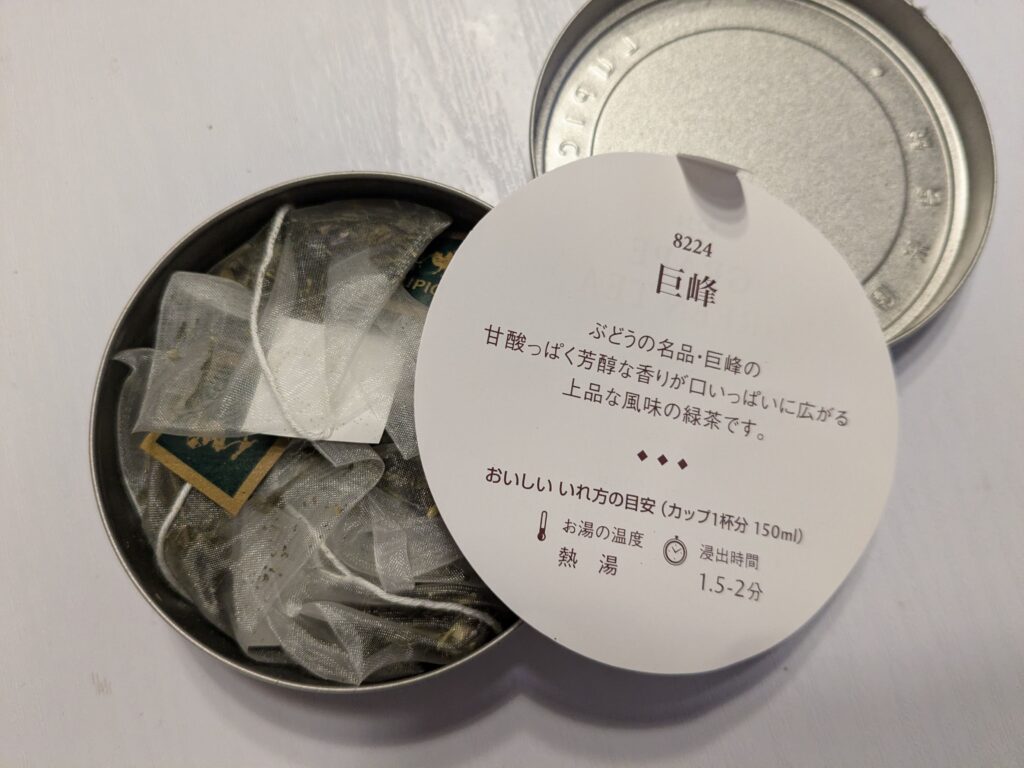 8224
巨峰
ぶどうの名品・巨峰の
甘酸っぱく芳醇な香りが口いっぱいに広がる
上品な風味の緑茶です。
おいしい いれ方の目安 (カップ1杯分 150ml)
お湯の温度
熱 湯
浸出時間
1.5-2分